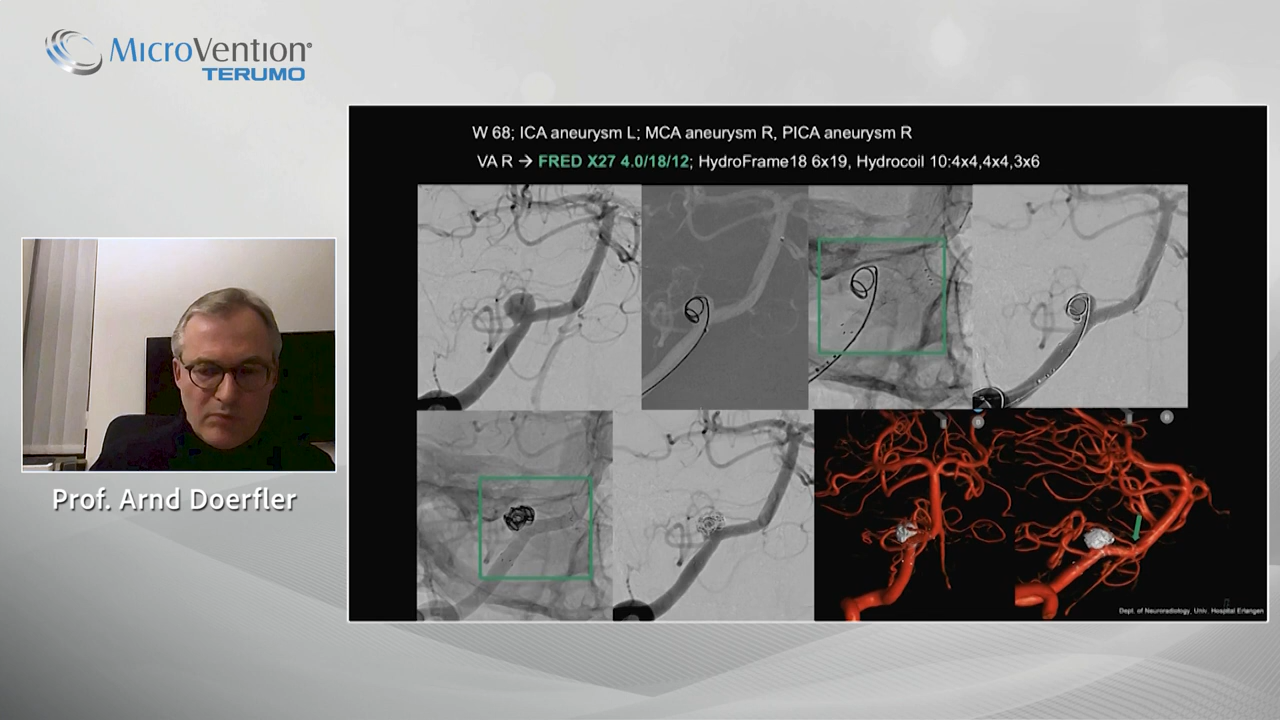 MICROVENTION®
TERUMO
W 68; ICA aneurysm L; MCA aneurysm R, PICA aneurysm R
VA R → FRED X27 4.0/18/12; HydroFrame18 6x19, Hydrocoil 10:4x4,4x4,3x6
Prof. Arnd Doerfler
Dept. of Neuroradiology, Univ. Hospital Erlangen